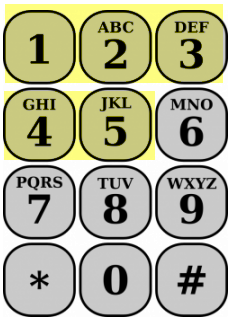 ABC DEF
1 2 3
GHI JKL MNO
4 5 6
PQRS TUV WXYZ
7 8 9
* 0 #